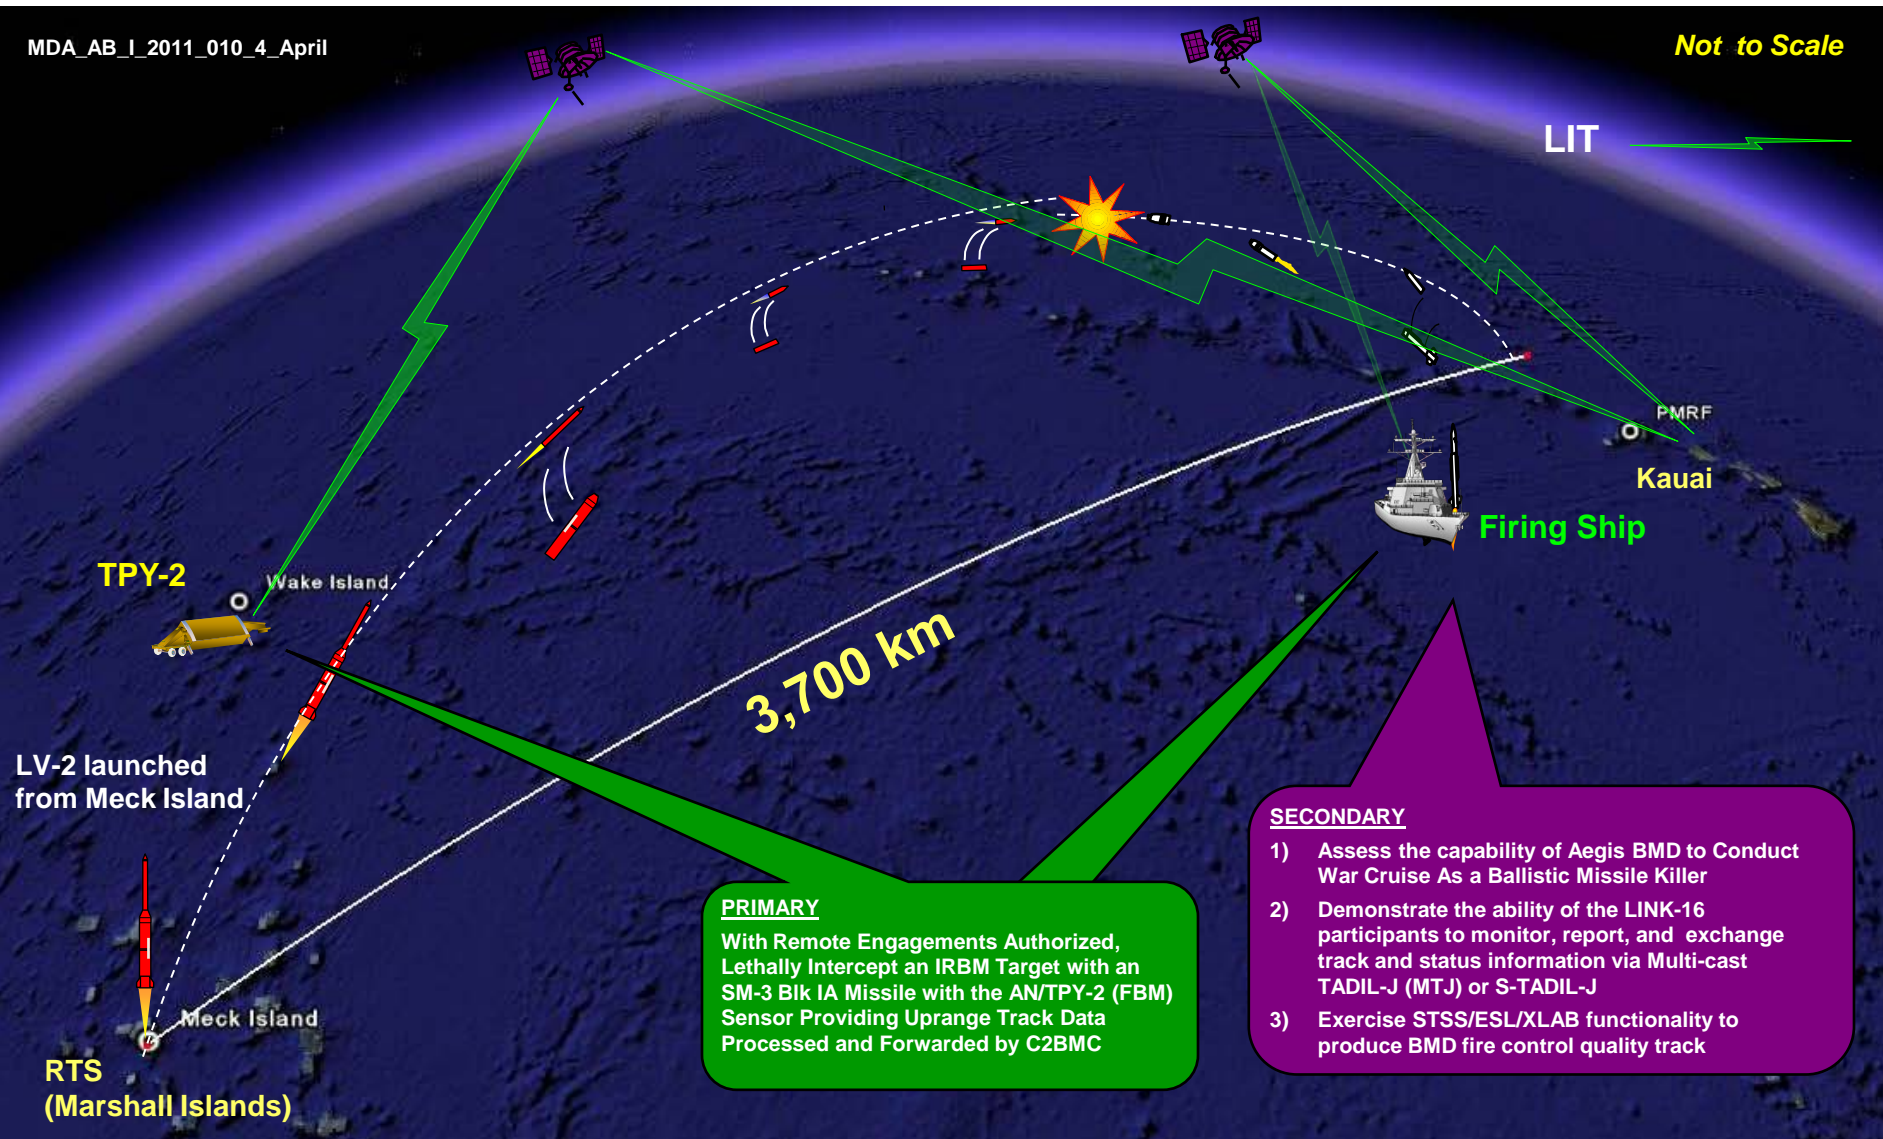 MDA_AB_I_2011_010_4_April
Not to Scale
LIT
PMRF
Kauai
Firing Ship
TPY-2
Wake Island
3,700 km
LV-2 launched
from Meck Island
Meck Island
RTS
(Marshall Islands)
PRIMARY
With Remote Engagements Authorized,
Lethally Intercept an IRBM Target with an
SM-3 Blk IA Missile with the AN/TPY-2 (FBM)
Sensor Providing Uprange Track Data
Processed and Forwarded by C2BMC
SECONDARY
1) Assess the capability of Aegis BMD to Conduct
War Cruise As a Ballistic Missile Killer
2) Demonstrate the ability of the LINK-16
participants to monitor, report, and exchange
track and status information via Multi-cast
TADIL-J (MTJ) or S-TADIL-J
3) Exercise STSS/ESL/XLAB functionality to
produce BMD fire control quality track